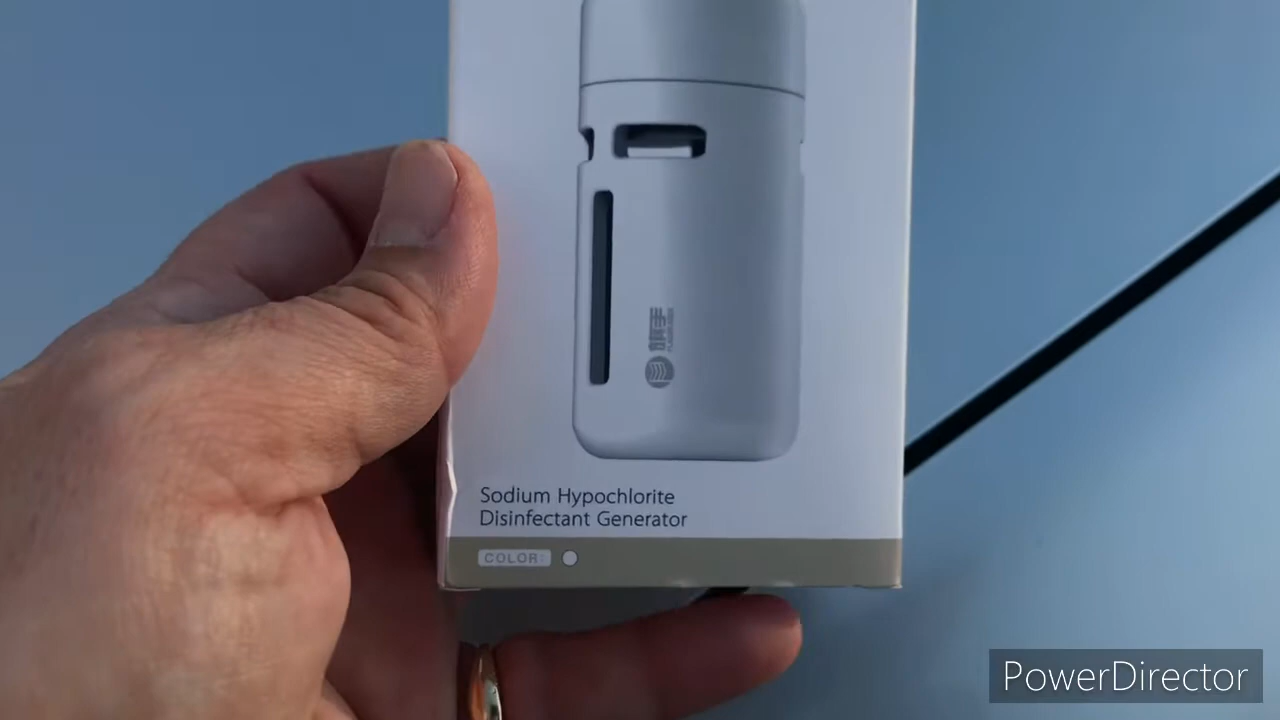 Sodium Hypochlorite
Disinfectant Generator
COLOR:
PowerDirector